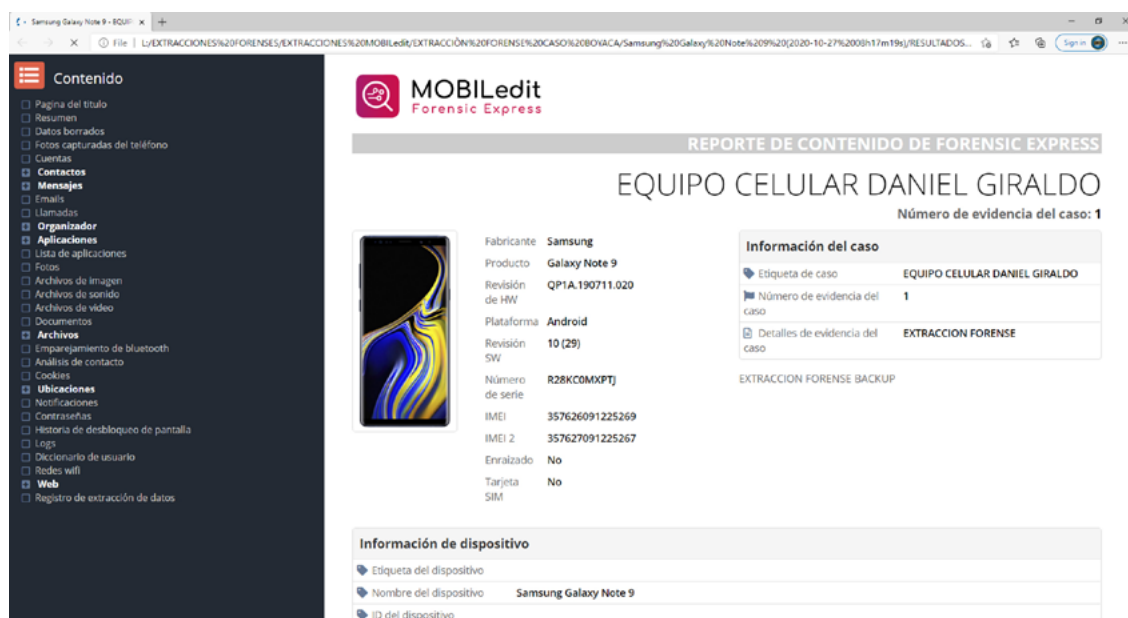 Samsung Galaxy Note 9 - EQUIP
File | L:/EXTRACCIONES%20FORENSES/EXTRACCIONES%20MOBILedit/EXTRACCIÒN%20FORENSE%20CASO%20BOYACA/Samsung%20Galaxy%20Note%209%20(2020-10-27%2008h17m19s)/RESULTADOS...
Sign in
Contenido
Pagina del titulo
Resumen
Datos borrados
Fotos capturadas del teléfono
Cuentas
Contactos
Mensajes
Emails
Llamadas
Organizador
Aplicaciones
Lista de aplicaciones
Fotos
Archivos de imagen
Archivos de sonido
Archivos de video
Documentos
Archivos
Emparejamiento de bluetooth
Análisis de contacto
Cookies
Ubicaciones
Notificaciones
Contraseñas
Historia de desbloqueo de pantalla
Logs
Diccionario de usuario
Redes wifi
Web
Registro de extracción de datos
MOBILedit
Forensic Express
REPORTE DE CONTENIDO DE FORENSIC EXPRESS
EQUIPO CELULAR DANIEL GIRALDO
Número de evidencia del caso: 1
Fabricante Samsung
Producto Galaxy Note 9
Revisión QP1A.190711.020
de HW
Plataforma Android
Revisión 10 (29)
SW
Número R28KC0MXPTJ
de serie
IMEI 357626091225269
IMEI 2 357627091225267
Enraizado No
Tarjeta No
SIM
Información del caso
Etiqueta de caso EQUIPO CELULAR DANIEL GIRALDO
Número de evidencia del 1
caso
Detalles de evidencia del EXTRACCION FORENSE
caso
EXTRACCION FORENSE BACKUP
Información de dispositivo
Etiqueta del dispositivo
Nombre del dispositivo Samsung Galaxy Note 9
ID del dispositivo